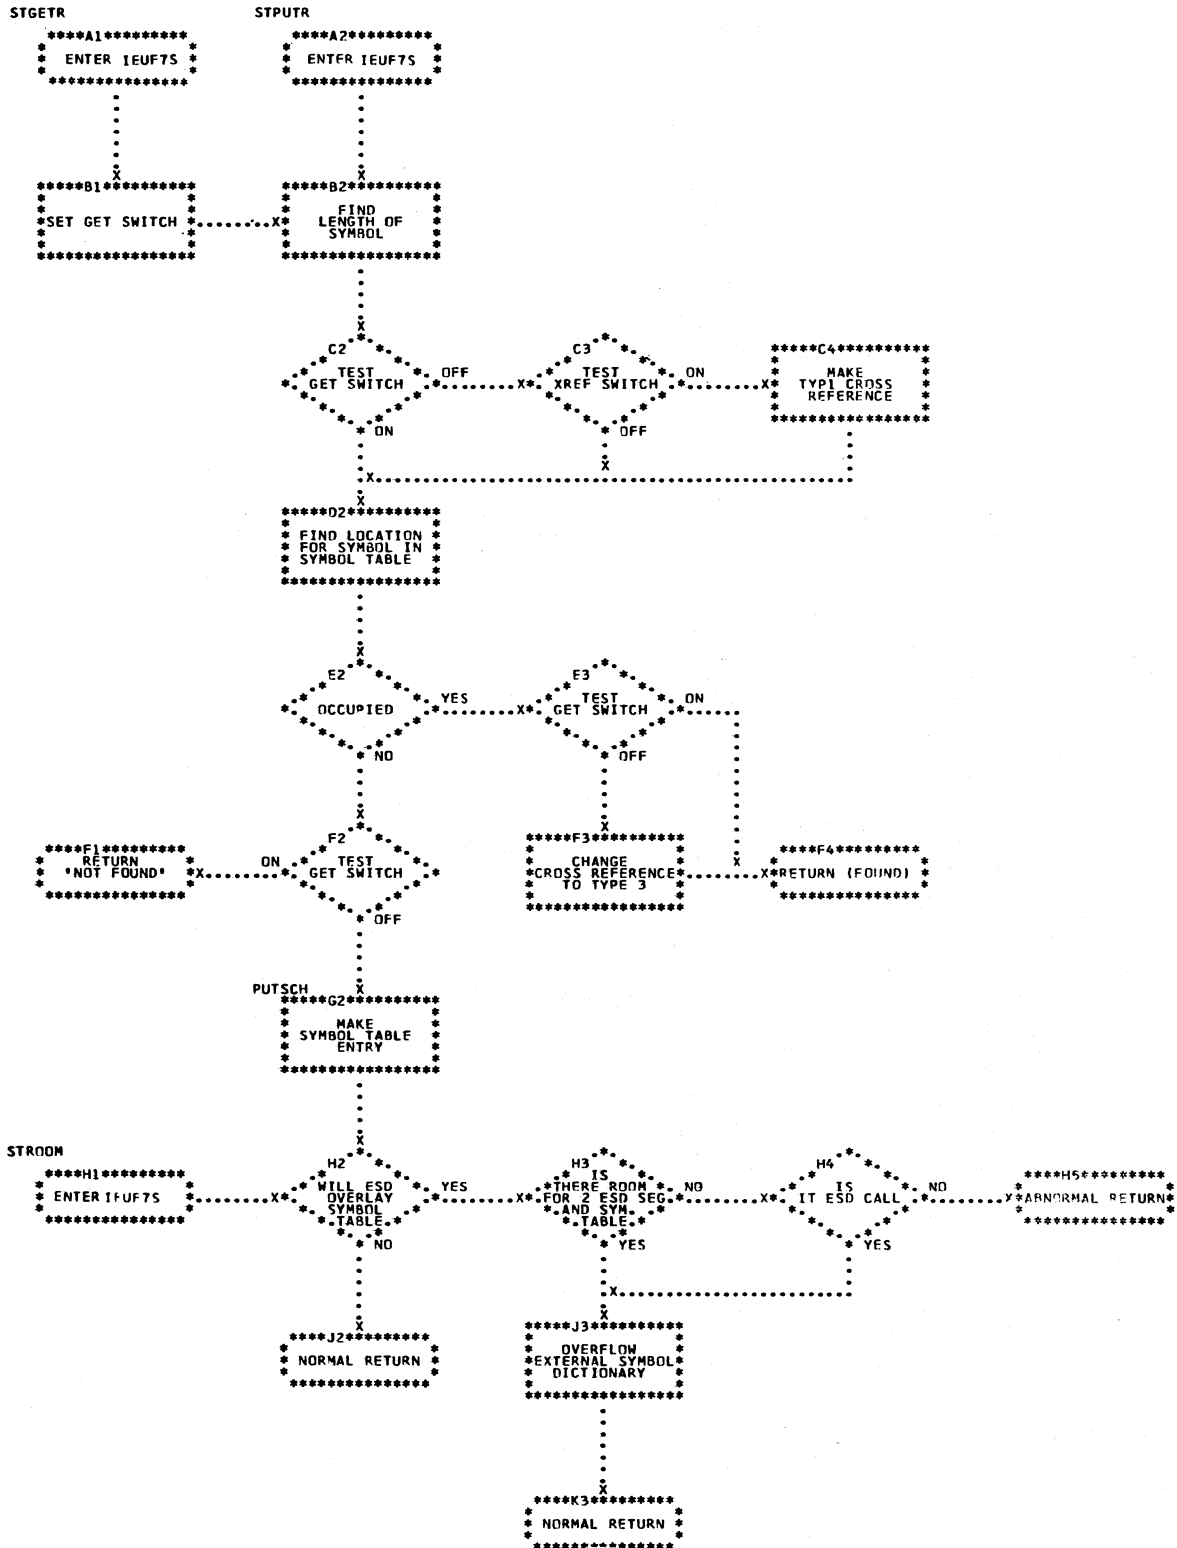 STGETR
STPUTR
A1
ENTER IEUF7S
A2
ENTER IEUF7S
B1
SET GET SWITCH
B2
FIND
LENGTH OF
SYMBOL
C2
TEST
GET SWITCH
OFF
ON
C3
TEST
XREF SWITCH
ON
OFF
C4
MAKE
TYP1 CROSS
REFERENCE
D2
FIND LOCATION
FOR SYMBOL IN
SYMBOL TABLE
E2
OCCUPIED
YES
NO
E3
TEST
GET SWITCH
ON
OFF
F1
RETURN
'NOT FOUND'
F2
TEST
GET SWITCH
ON
OFF
F3
CHANGE
CROSS REFERENCE
TO TYPE 3
F4
RETURN (FOUND)
PUTSCH
G2
MAKE
SYMBOL TABLE
ENTRY
STROOM
H1
ENTER IEUF7S
H2
WILL ESD
OVERLAY
SYMBOL
TABLE
YES
NO
H3
IS
THERE ROOM
FOR 2 ESD SEG
AND SYM.
TABLE
NO
YES
H4
IS
IT ESD CALL
NO
YES
H5
ABNORMAL RETURN
J2
NORMAL RETURN
J3
OVERFLOW
EXTERNAL SYMBOL
DICTIONARY
K3
NORMAL RETURN